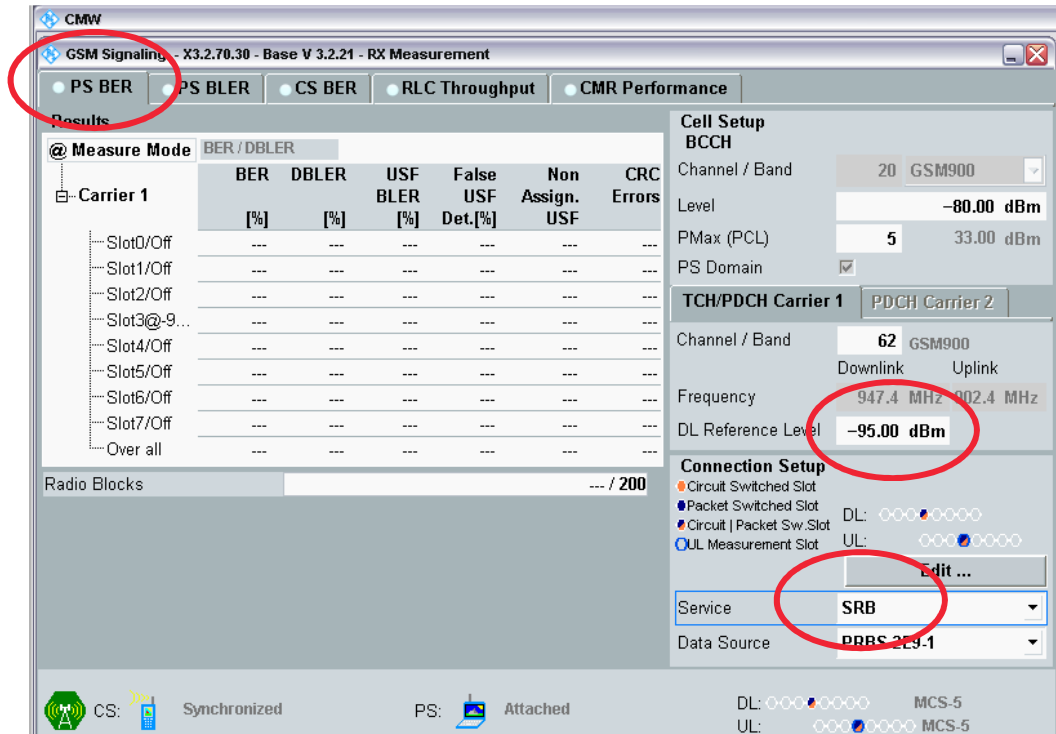 CMW
GSM Signaling - X3.2.70.30 - Base V 3.2.21 - RX Measurement
PS BER PS BLER CS BER RLC Throughput CMR Performance
Results
@ Measure Mode BER / DBLER
Carrier 1
BER DBLER USF False Non CRC
BLER USF Assign. Errors
[%] [%] [%] Det.[%] USF
Slot0/Off --- --- --- --- --- ---
Slot1/Off --- --- --- --- --- ---
Slot2/Off --- --- --- --- --- ---
Slot3@-9... --- --- --- --- --- ---
Slot4/Off --- --- --- --- --- ---
Slot5/Off --- --- --- --- --- ---
Slot6/Off --- --- --- --- --- ---
Slot7/Off --- --- --- --- --- ---
Over all --- --- --- --- --- ---
Radio Blocks --- / 200
Cell Setup
BCCH
Channel / Band 20 GSM900
Level -80.00 dBm
PMax (PCL) 5 33.00 dBm
PS Domain
TCH/PDCH Carrier 1 PDCH Carrier 2
Channel / Band 62 GSM900
Downlink Uplink
Frequency 947.4 MHz 902.4 MHz
DL Reference Level -95.00 dBm
Connection Setup
Circuit Switched Slot
Packet Switched Slot
Circuit | Packet Sw.Slot
UL Measurement Slot
DL:
UL:
Edit ...
Service SRB
Data Source PRBS 2E9-1
CS: Synchronized PS: Attached
DL: MCS-5
UL: MCS-5